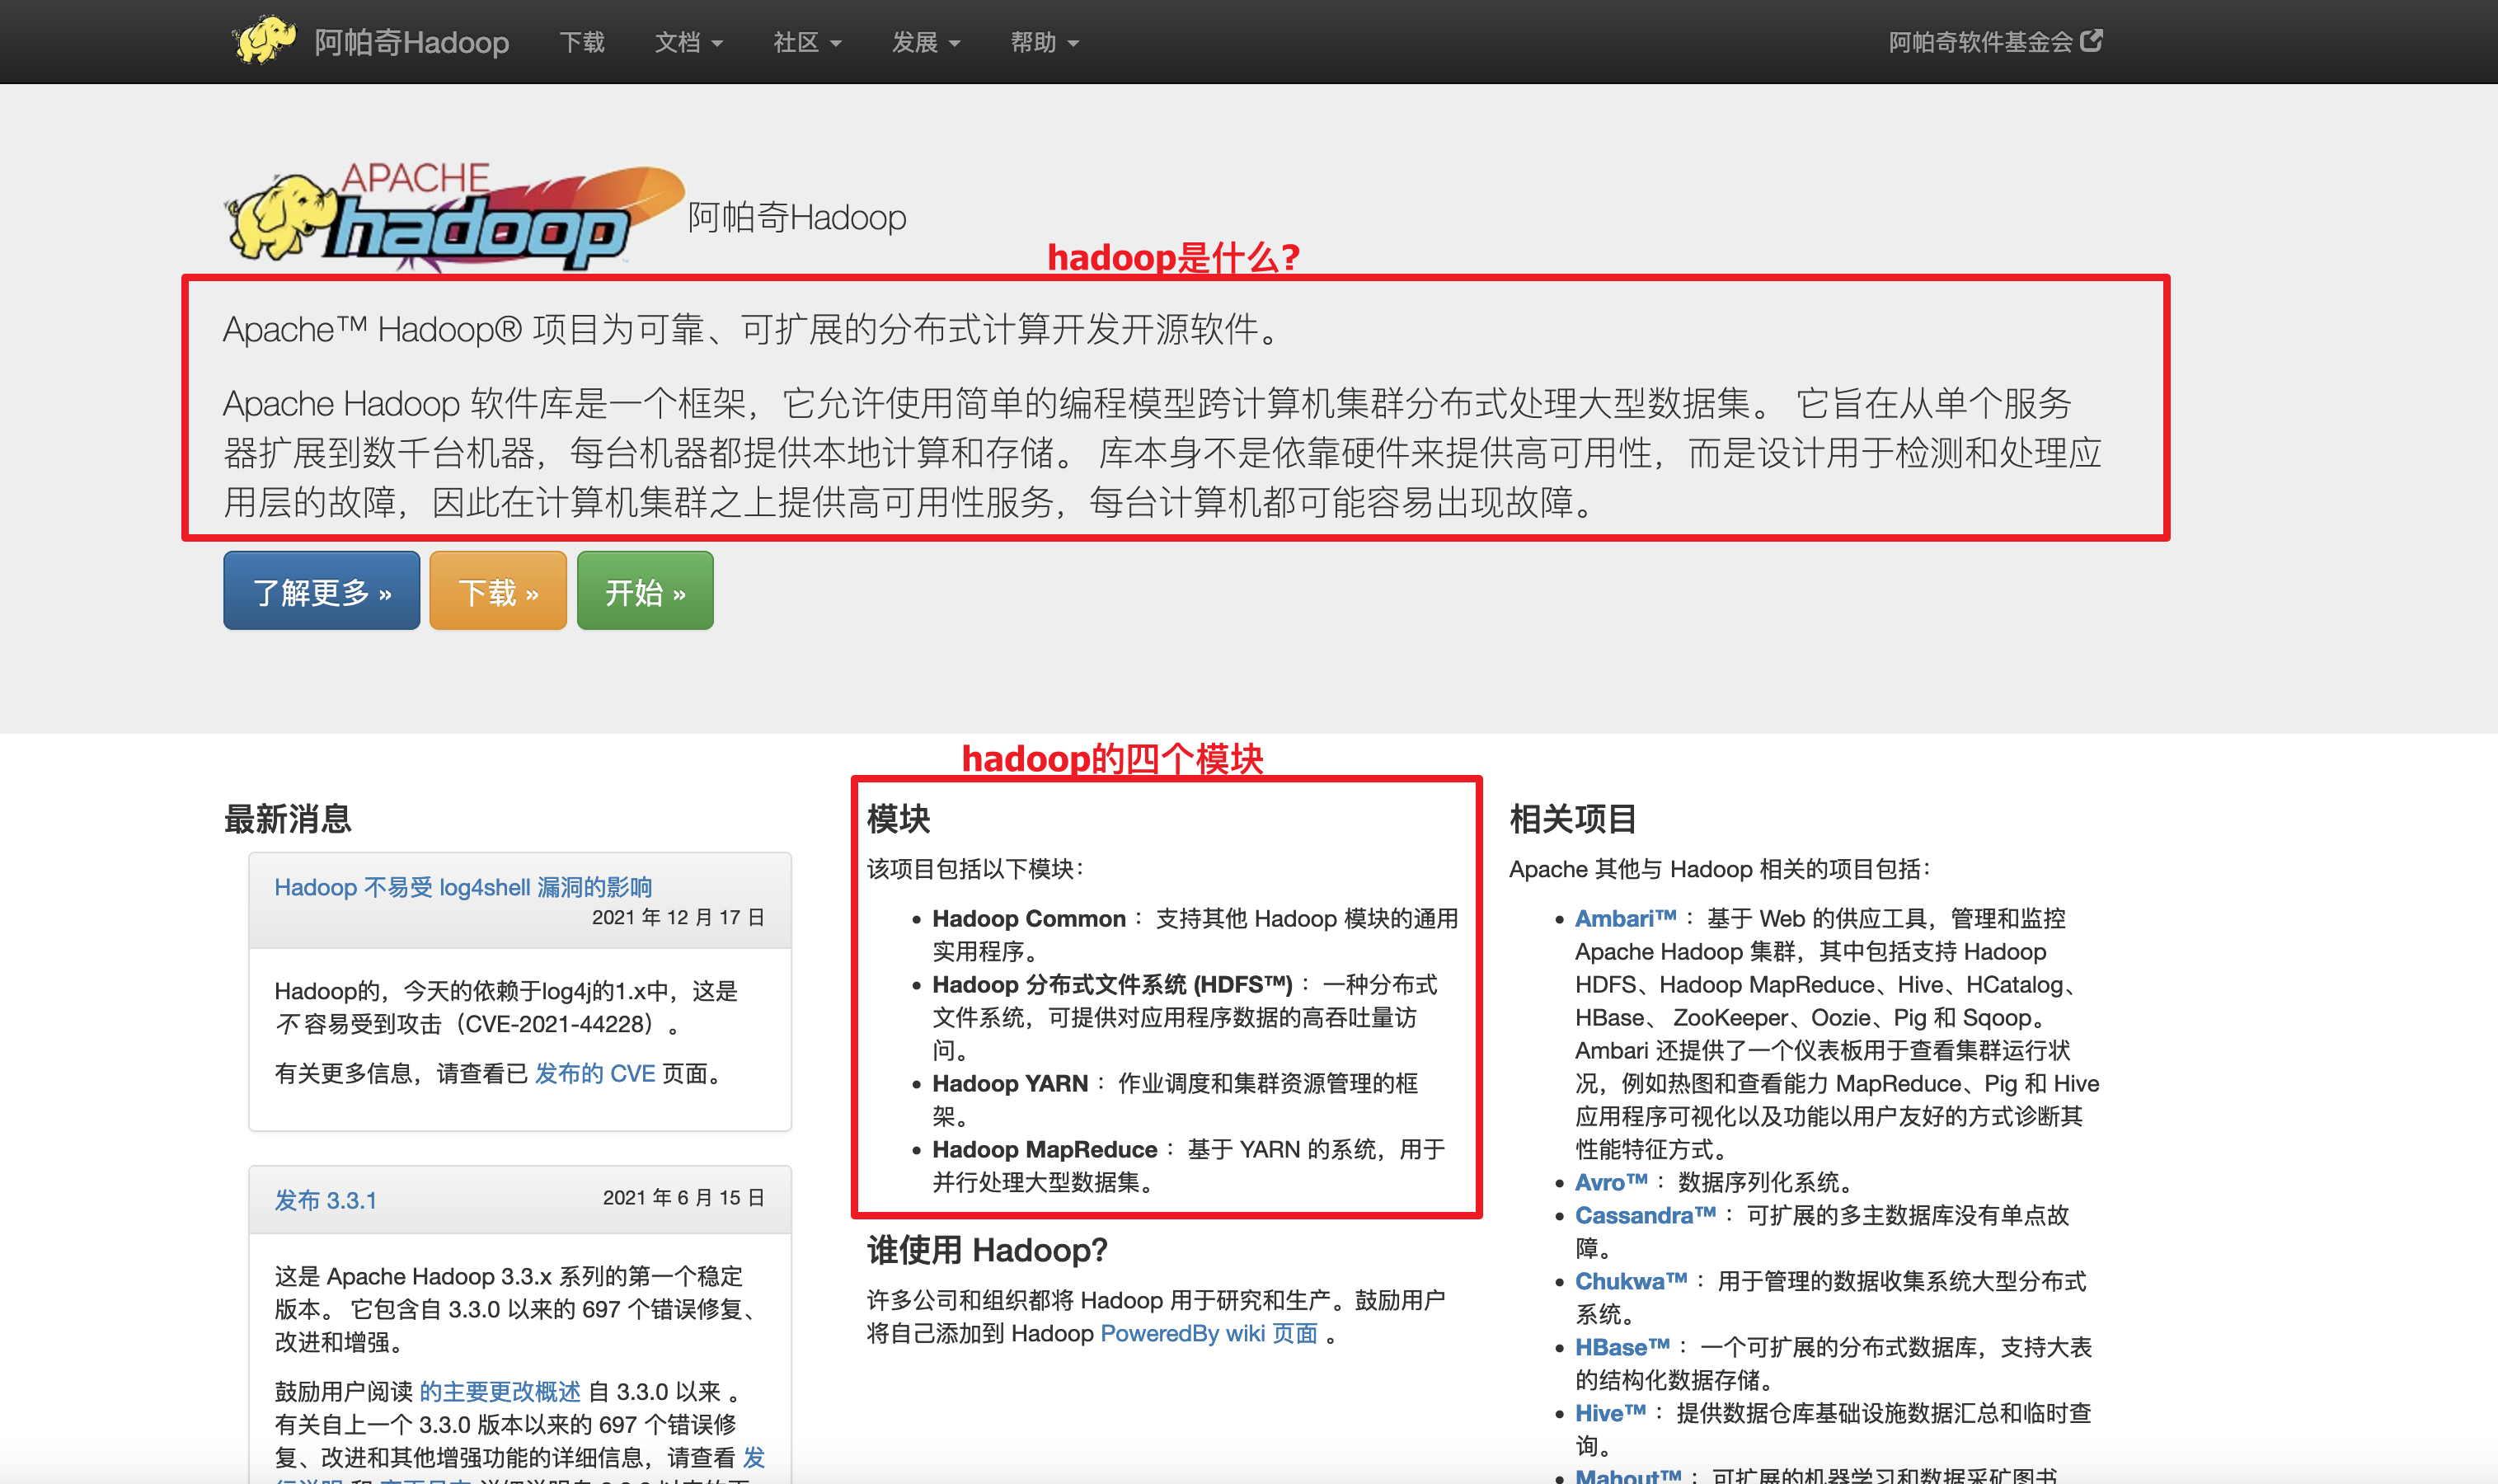 阿帕奇Hadoop 下载 文档 社区 发展 帮助 阿帕奇软件基金会
APACHE
hadoop
阿帕奇Hadoop
hadoop是什么?
Apache™ Hadoop® 项目为可靠、可扩展的分布式计算开发开源软件。
Apache Hadoop 软件库是一个框架，它允许使用简单的编程模型跨计算机集群分布式处理大型数据集。 它旨在从单个服务
器扩展到数千台机器，每台机器都提供本地计算和存储。 库本身不是依靠硬件来提供高可用性，而是设计用于检测和处理应
用层的故障，因此在计算机集群之上提供高可用性服务，每台计算机都可能容易出现故障。
了解更多 » 下载 » 开始 »
hadoop的四个模块
最新消息
Hadoop 不易受 log4shell 漏洞的影响
2021 年 12 月 17 日
Hadoop的，今天的依赖于log4j的1.x中，这是
不 容易受到攻击（CVE-2021-44228）。
有关更多信息，请查看已 发布的 CVE 页面。
发布 3.3.1 2021 年 6 月 15 日
这是 Apache Hadoop 3.3.x 系列的第一个稳定
版本。 它包含自 3.3.0 以来的 697 个错误修复、
改进和增强。
鼓励用户阅读 的主要更改概述 自 3.3.0 以来 。
有关自上一个 3.3.0 版本以来的 697 个错误修
复、改进和其他增强功能的详细信息，请查看 发
模块
该项目包括以下模块：
• Hadoop Common ： 支持其他 Hadoop 模块的通用
实用程序。
• Hadoop 分布式文件系统 (HDFS™) ： 一种分布式
文件系统，可提供对应用程序数据的高吞吐量访
问。
• Hadoop YARN ： 作业调度和集群资源管理的框
架。
• Hadoop MapReduce ： 基于 YARN 的系统，用于
并行处理大型数据集。
谁使用 Hadoop?
许多公司和组织都将 Hadoop 用于研究和生产。鼓励用户
将自己添加到 Hadoop PoweredBy wiki 页面 。
相关项目
Apache 其他与 Hadoop 相关的项目包括：
• Ambari™ ： 基于 Web 的供应工具，管理和监控
Apache Hadoop 集群，其中包括支持 Hadoop
HDFS、Hadoop MapReduce、Hive、HCatalog、
HBase、 ZooKeeper、Oozie、Pig 和 Sqoop。
Ambari 还提供了一个仪表板用于查看集群运行状
况，例如热图和查看能力 MapReduce、Pig 和 Hive
应用程序可视化以及功能以用户友好的方式诊断其
性能特征方式。
• Avro™ ： 数据序列化系统。
• Cassandra™ ： 可扩展的多主数据库没有单点故
障。
• Chukwa™ ： 用于管理的数据收集系统大型分布式
系统。
• HBase™ ： 一个可扩展的分布式数据库，支持大表
的结构化数据存储。
• Hive™ ： 提供数据仓库基础设施数据汇总和临时查
询。
• Mahout™ ： 可扩展的机器学习和数据采矿图书